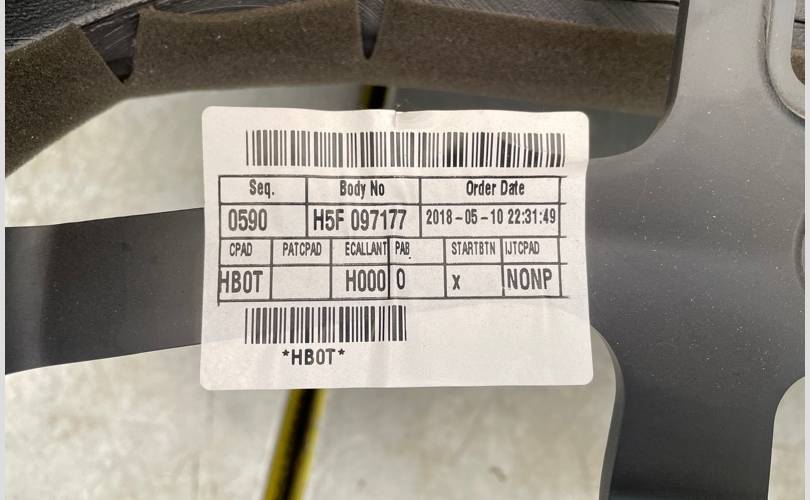 Seq. Body No Order Date
0590 H5F 097177 2018-05-10 22:31:49
CPAD PATCPAD ECALLANT PAB STARTBTN IJTCPAD
HB0T H000 0 x NONP
*HB0T*